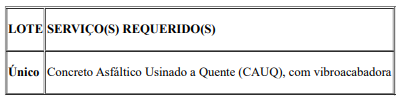 LOTE SERVIÇO(S) REQUERIDO(S)
Único Concreto Asfáltico Usinado a Quente (CAUQ), com vibroacabadora